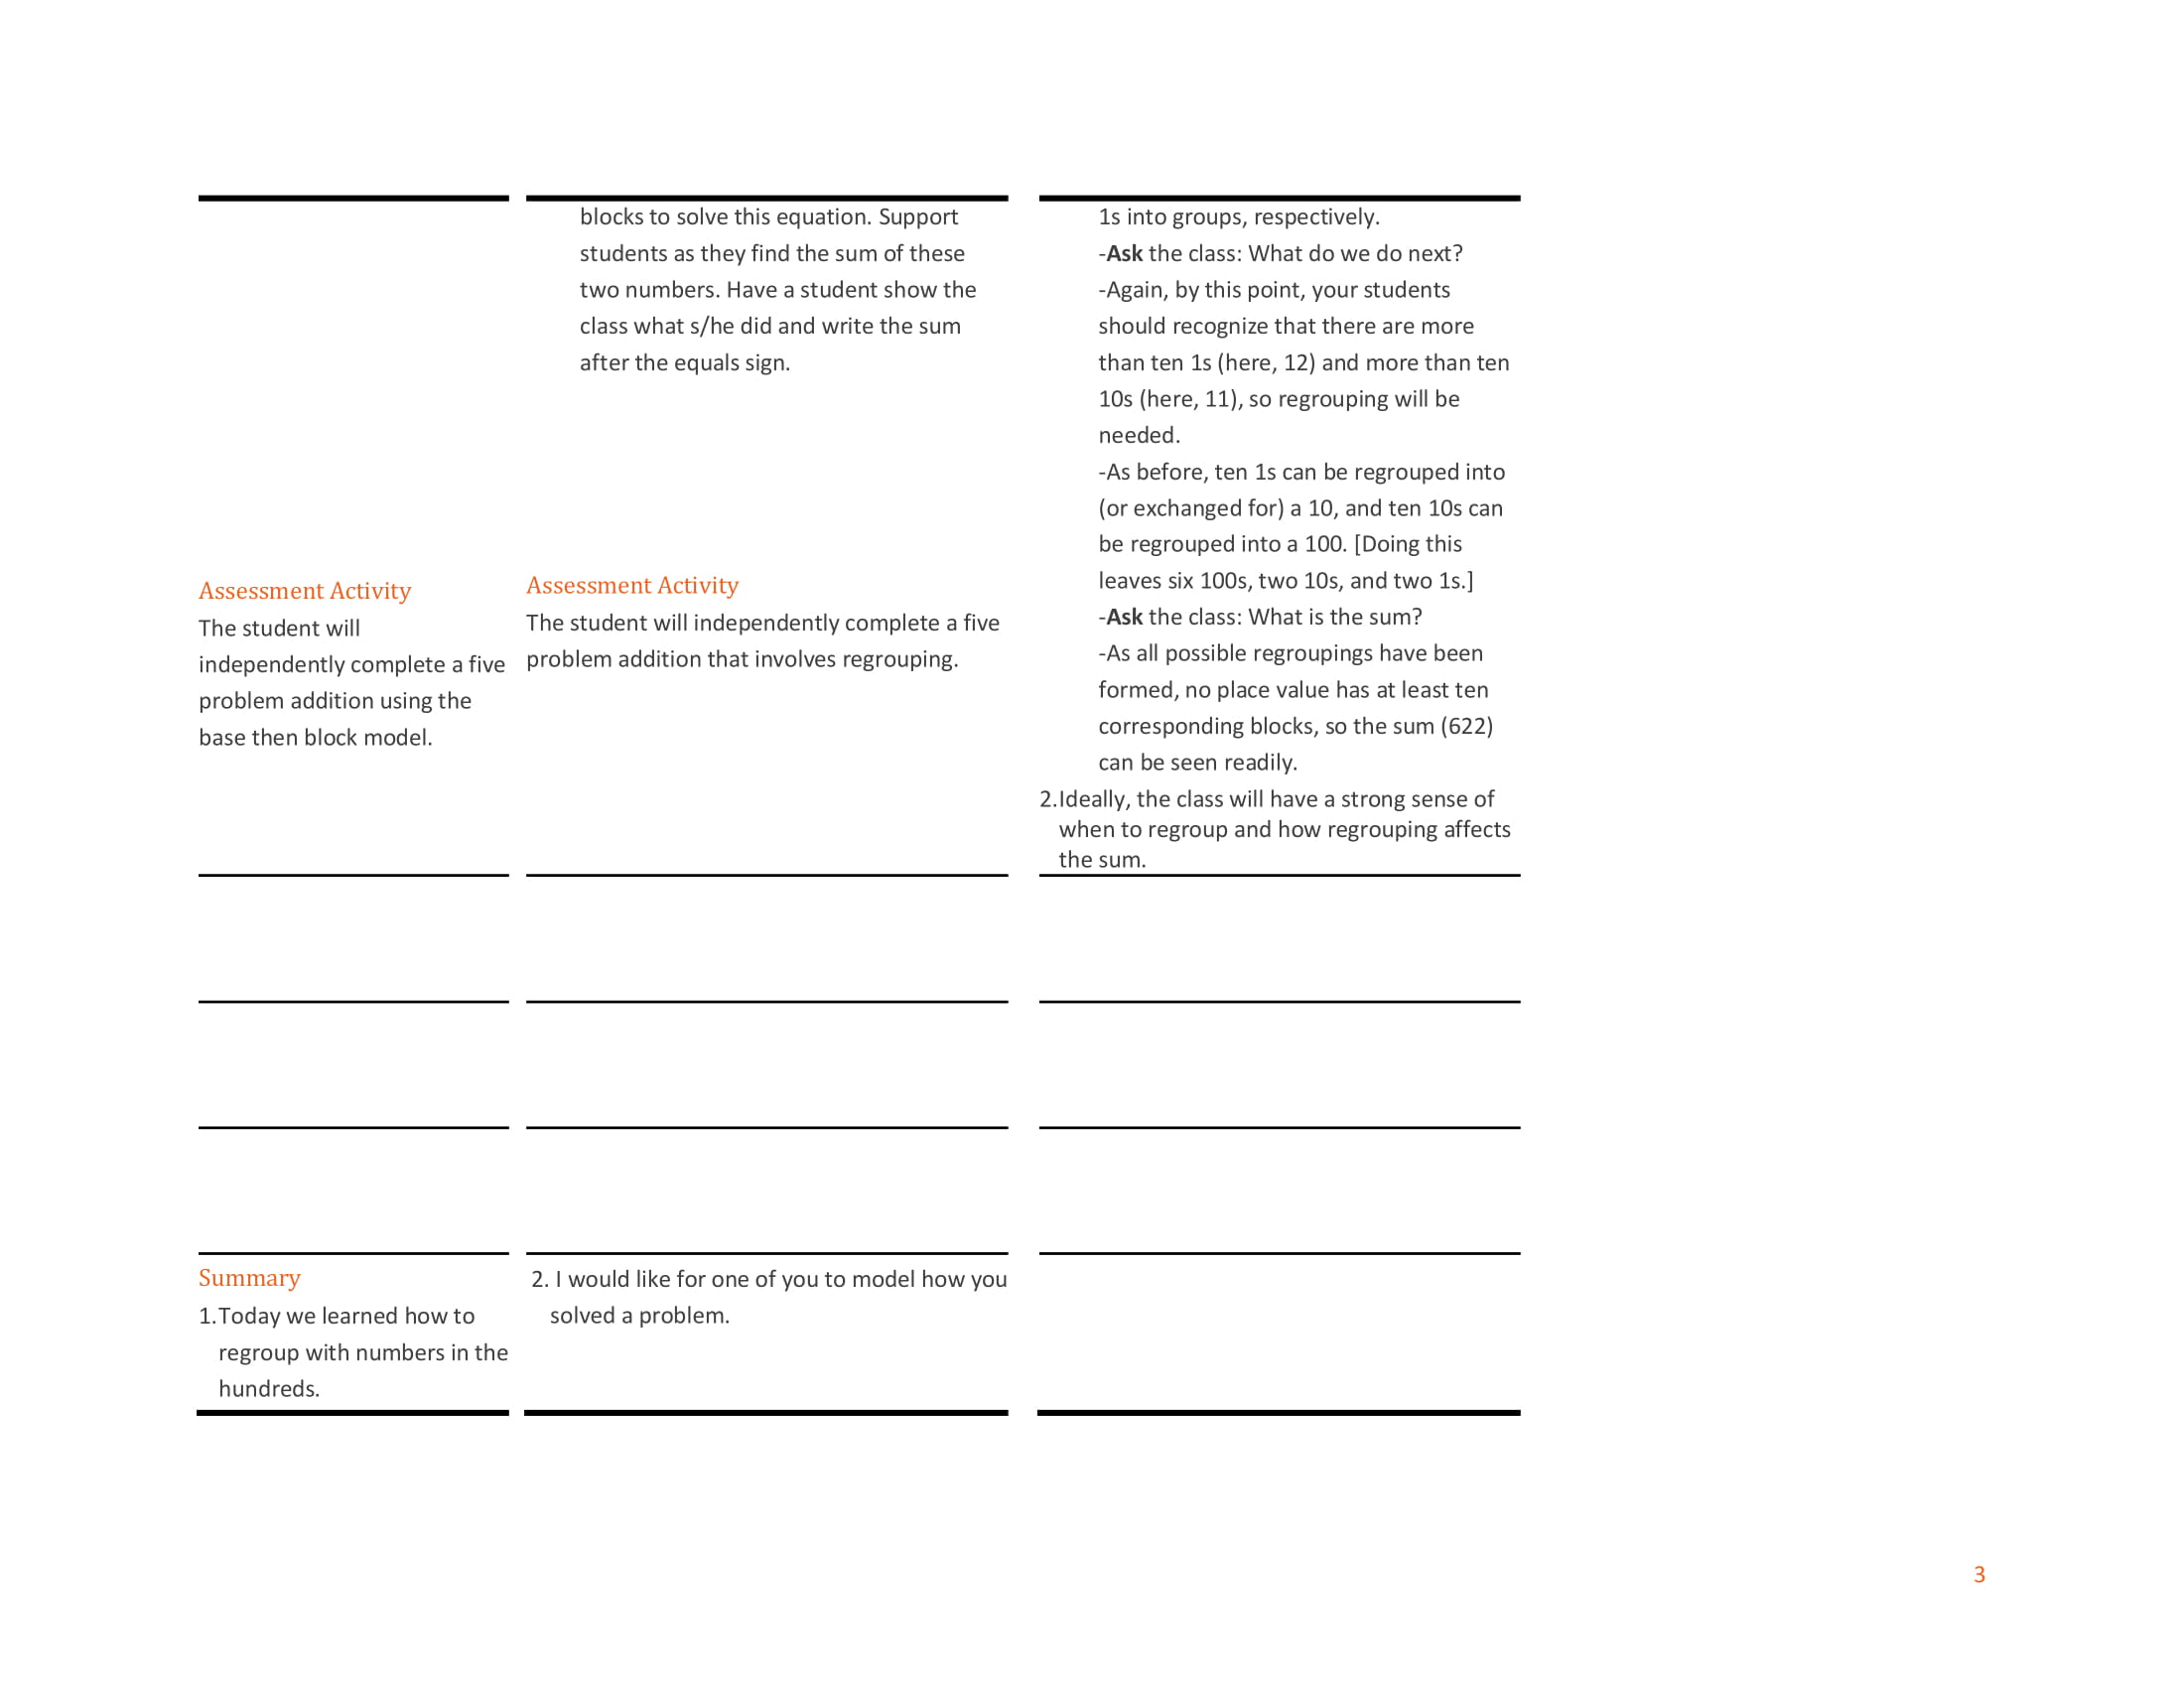 blocks to solve this equation. Support
students as they find the sum of these
two numbers. Have a student show the
class what s/he did and write the sum
after the equals sign.
1s into groups, respectively.
-Ask the class: What do we do next?
-Again, by this point, your students
should recognize that there are more
than ten 1s (here, 12) and more than ten
10s (here, 11), so regrouping will be
needed.
-As before, ten 1s can be regrouped into
(or exchanged for) a 10, and ten 10s can
be regrouped into a 100. [Doing this
leaves six 100s, two 10s, and two 1s.]
-Ask the class: What is the sum?
-As all possible regroupings have been
formed, no place value has at least ten
corresponding blocks, so the sum (622)
can be seen readily.
2.Ideally, the class will have a strong sense of
when to regroup and how regrouping affects
the sum.
Assessment Activity
The student will
independently complete a five
problem addition using the
base then block model.
Assessment Activity
The student will independently complete a five
problem addition that involves regrouping.
Summary
1.Today we learned how to
regroup with numbers in the
hundreds.
2. I would like for one of you to model how you
solved a problem.
3